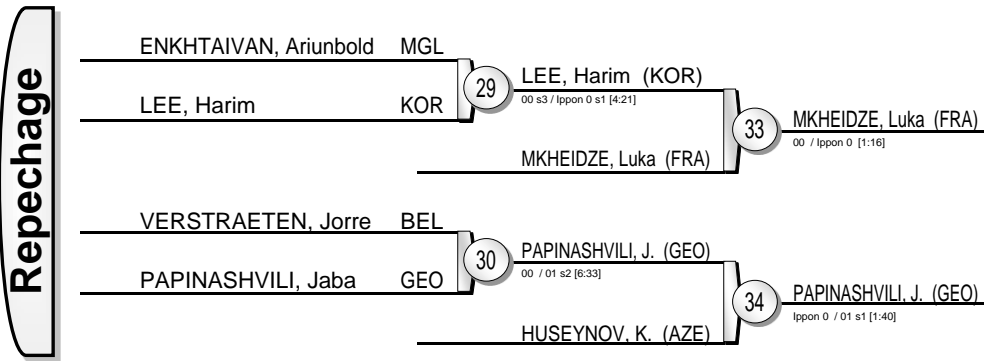 Repechage
ENKHTAIVAN, Ariunbold MGL
LEE, Harim KOR
29
LEE, Harim (KOR)
00 s3 / Ippon 0 s1 [4:21]
MKHEIDZE, Luka (FRA)
33
MKHEIDZE, Luka (FRA)
00 / Ippon 0 [1:16]
VERSTRAETEN, Jorre BEL
PAPINASHVILI, Jaba GEO
30
PAPINASHVILI, J. (GEO)
00 / 01 s2 [6:33]
HUSEYNOV, K. (AZE)
34
PAPINASHVILI, J. (GEO)
Ippon 0 / 01 s1 [1:40]